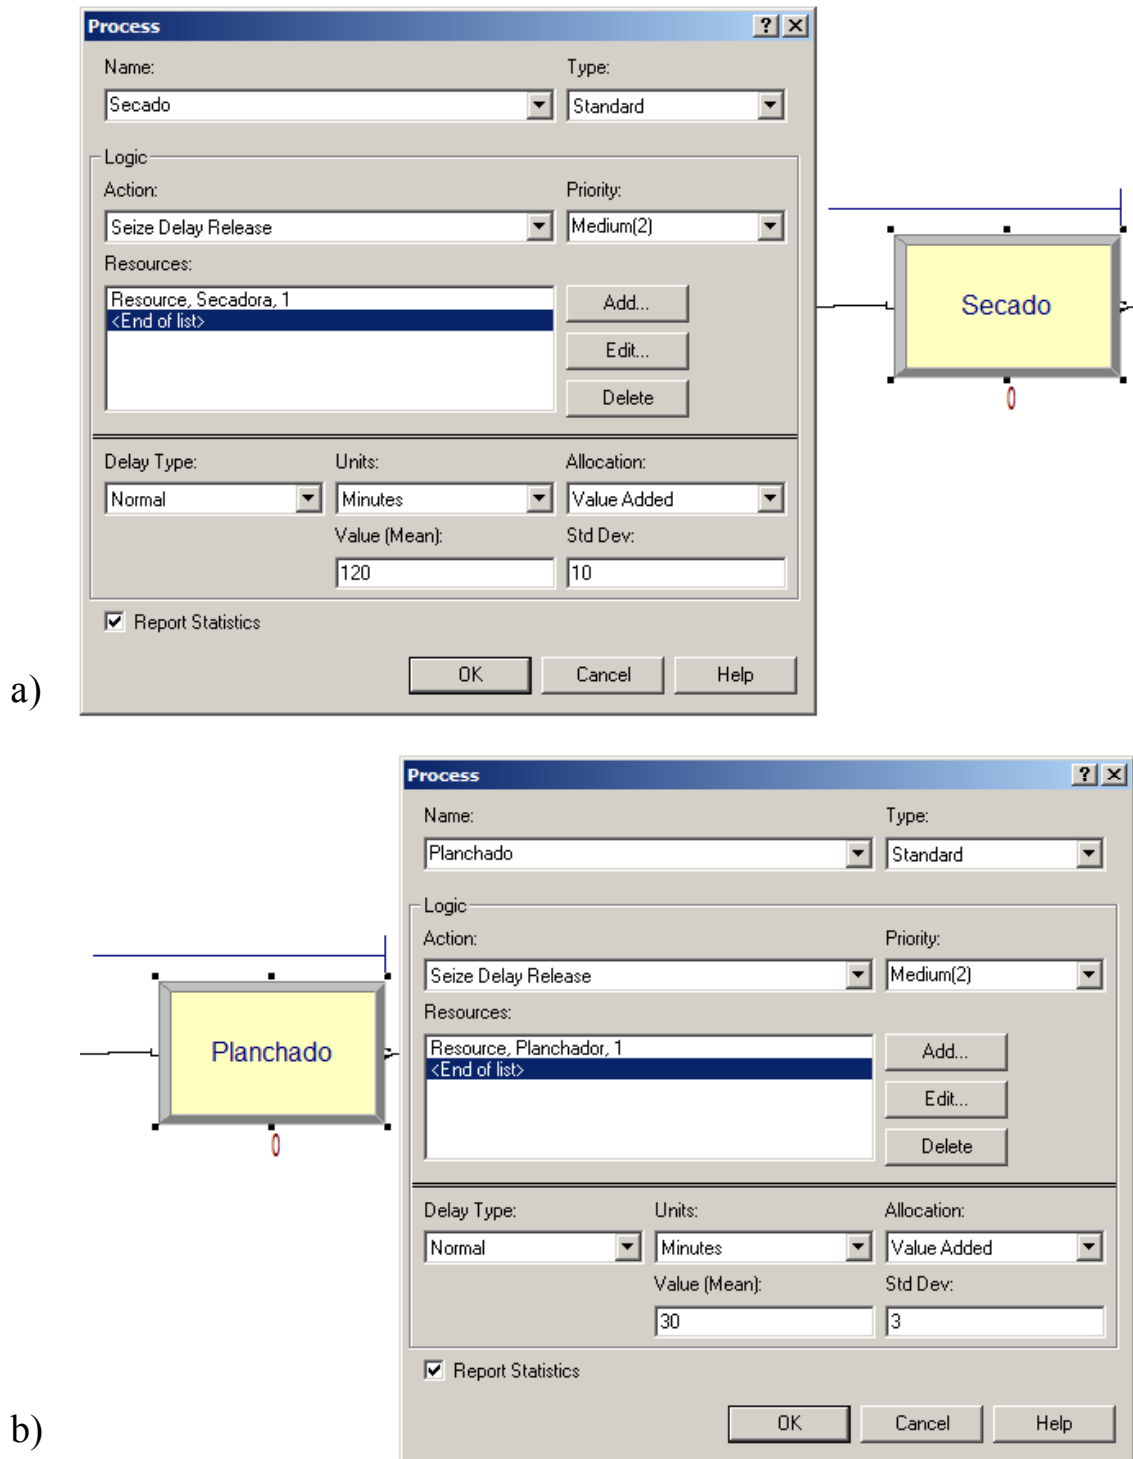 Process
Name: Type:
Secado Standard
Logic
Action: Priority:
Seize Delay Release Medium(2)
Resources:
Resource, Secadora, 1
<End of list>
Add...
Edit...
Delete
Secado
0
Delay Type: Units: Allocation:
Normal Minutes Value Added
Value (Mean): Std Dev:
120 10
Report Statistics
OK Cancel Help
a)
Process
Name: Type:
Planchado Standard
Logic
Action: Priority:
Seize Delay Release Medium(2)
Resources:
Resource, Planchador, 1
<End of list>
Add...
Edit...
Delete
Planchado
0
Delay Type: Units: Allocation:
Normal Minutes Value Added
Value (Mean): Std Dev:
30 3
Report Statistics
OK Cancel Help
b)